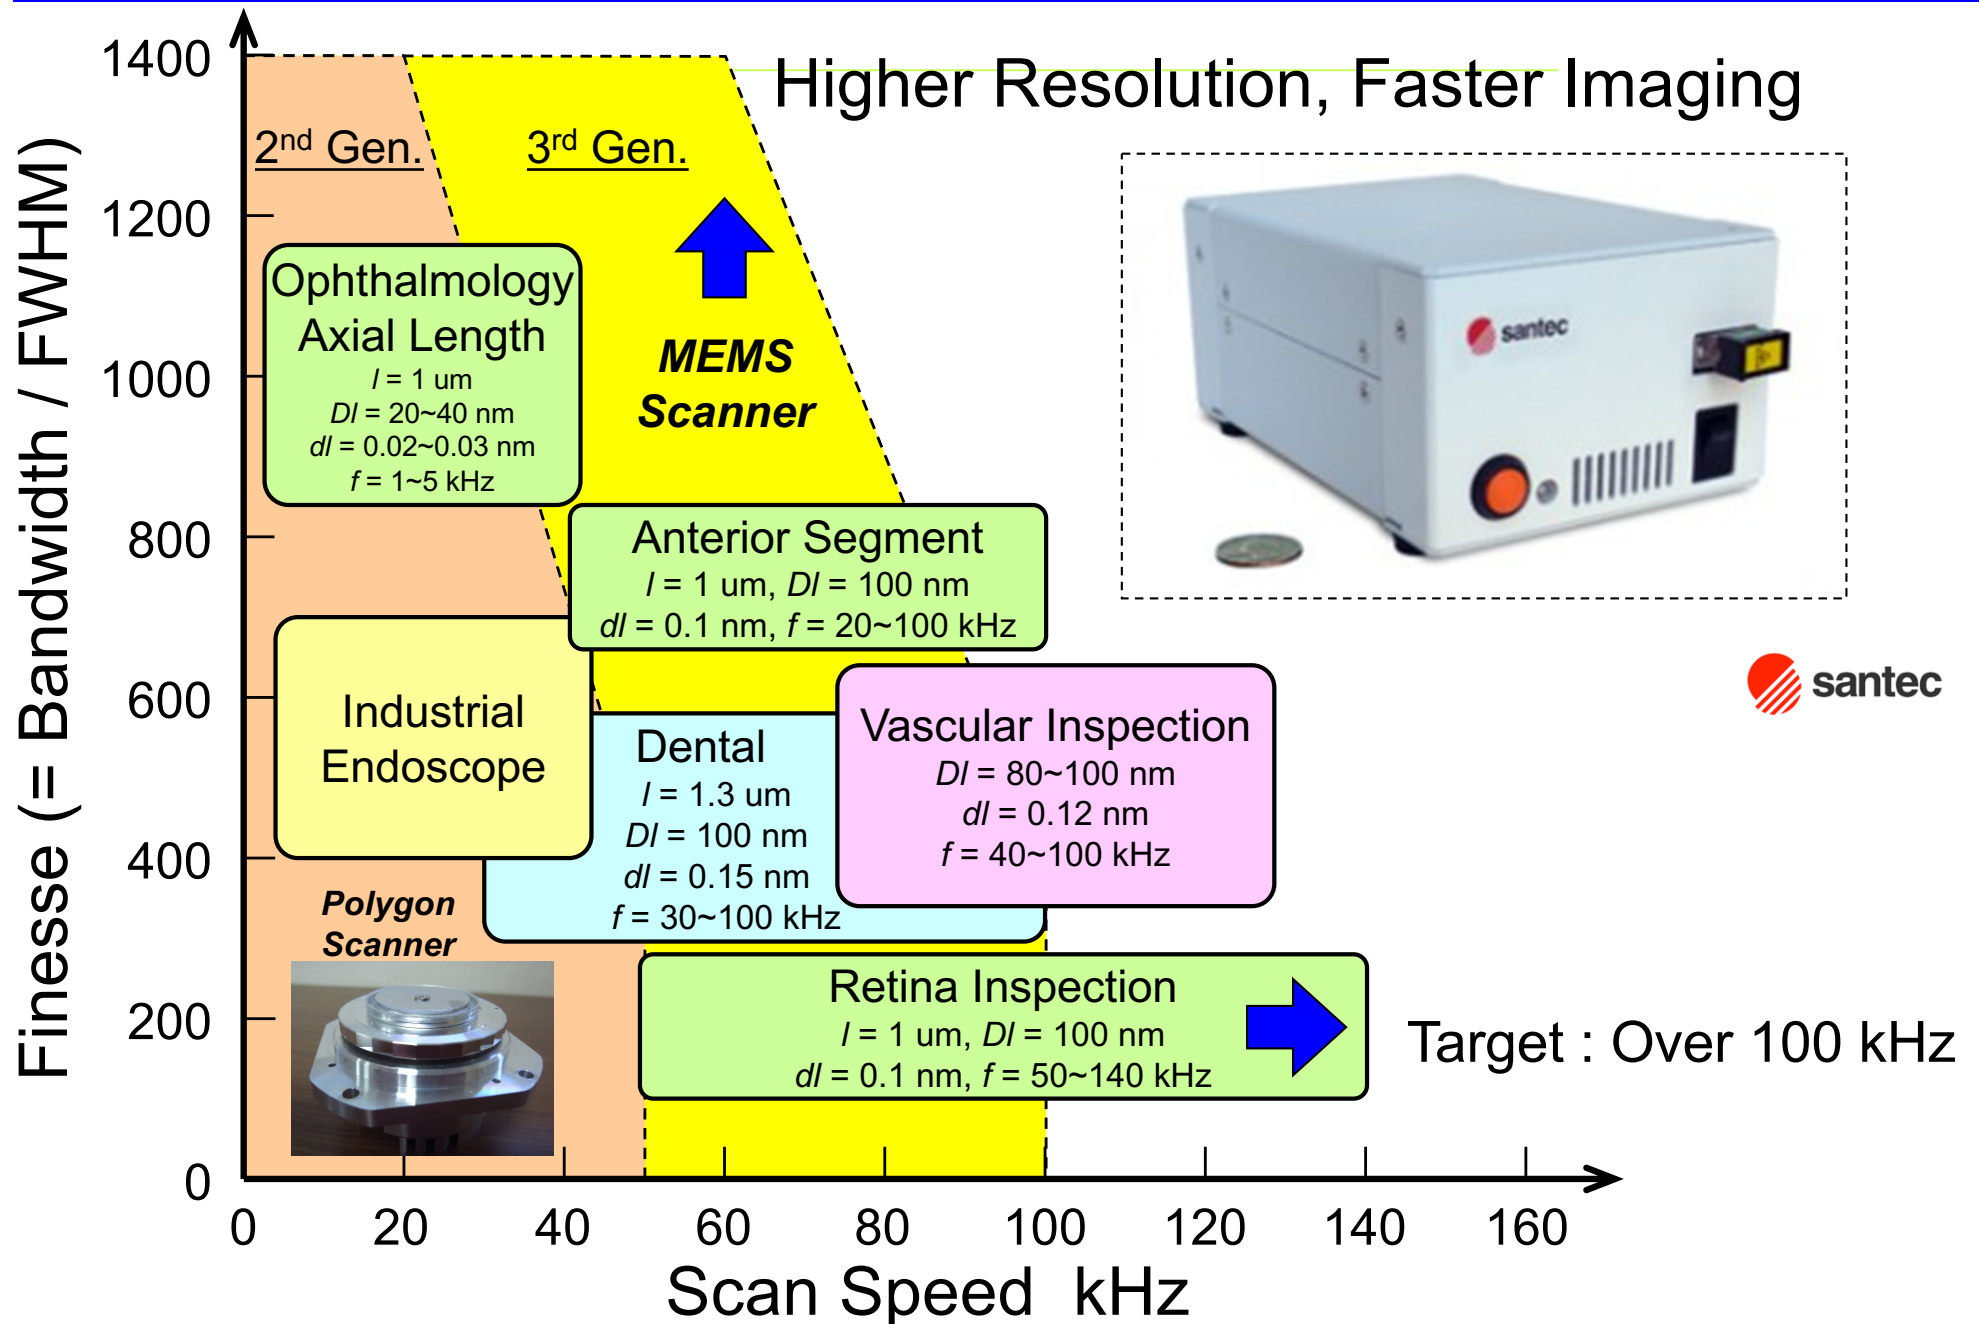 Higher Resolution, Faster Imaging
Finesse (= Bandwidth / FWHM)
1400
1200
1000
800
600
400
200
0
2nd Gen.
3rd Gen.
Ophthalmology
Axial Length
l = 1 um
Dl = 20~40 nm
dl = 0.02~0.03 nm
f = 1~5 kHz
MEMS
Scanner
santec
Anterior Segment
l = 1 um, Dl = 100 nm
dl = 0.1 nm, f = 20~100 kHz
santec
Industrial
Endoscope
Dental
l = 1.3 um
Dl = 100 nm
dl = 0.15 nm
f = 30~100 kHz
Vascular Inspection
Dl = 80~100 nm
dl = 0.12 nm
f = 40~100 kHz
Polygon
Scanner
Retina Inspection
l = 1 um, Dl = 100 nm
dl = 0.1 nm, f = 50~140 kHz
Target : Over 100 kHz
0 20 40 60 80 100 120 140 160
Scan Speed kHz